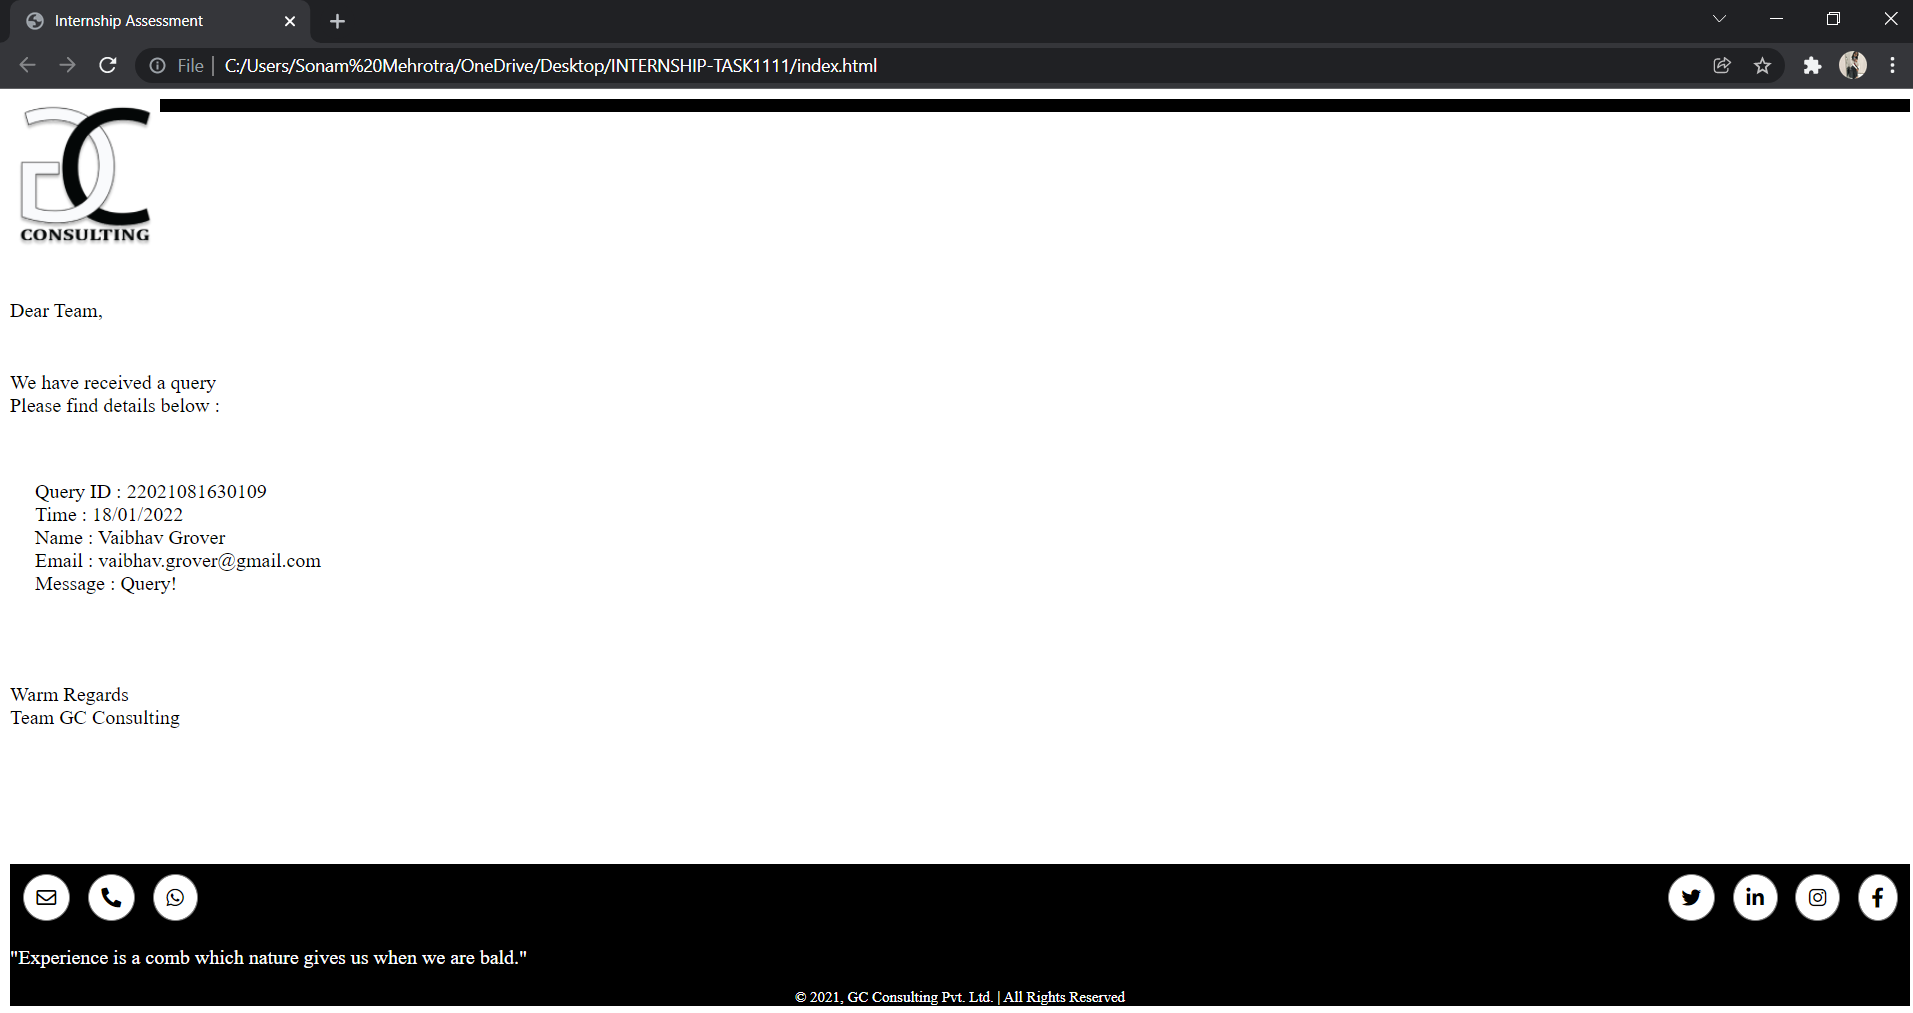 Internship Assessment
File | C:/Users/Sonam%20Mehrotra/OneDrive/Desktop/INTERNSHIP-TASK1111/index.html
GC
CONSULTING
Dear Team,
We have received a query
Please find details below :
Query ID : 22021081630109
Time : 18/01/2022
Name : Vaibhav Grover
Email : vaibhav.grover@gmail.com
Message : Query!
Warm Regards
Team GC Consulting
"Experience is a comb which nature gives us when we are bald."
© 2021, GC Consulting Pvt. Ltd. | All Rights Reserved